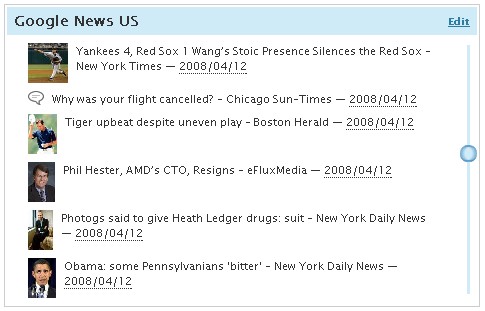 Google News US
Edit
Yankees 4, Red Sox 1 Wang's Stoic Presence Silences the Red Sox -
New York Times — 2008/04/12
Why was your flight cancelled? - Chicago Sun-Times — 2008/04/12
Tiger upbeat despite uneven play - Boston Herald — 2008/04/12
Phil Hester, AMD's CTO, Resigns - eFluxMedia — 2008/04/12
Photogs said to give Heath Ledger drugs: suit - New York Daily News
— 2008/04/12
Obama: some Pennsylvanians 'bitter' - New York Daily News —
2008/04/12